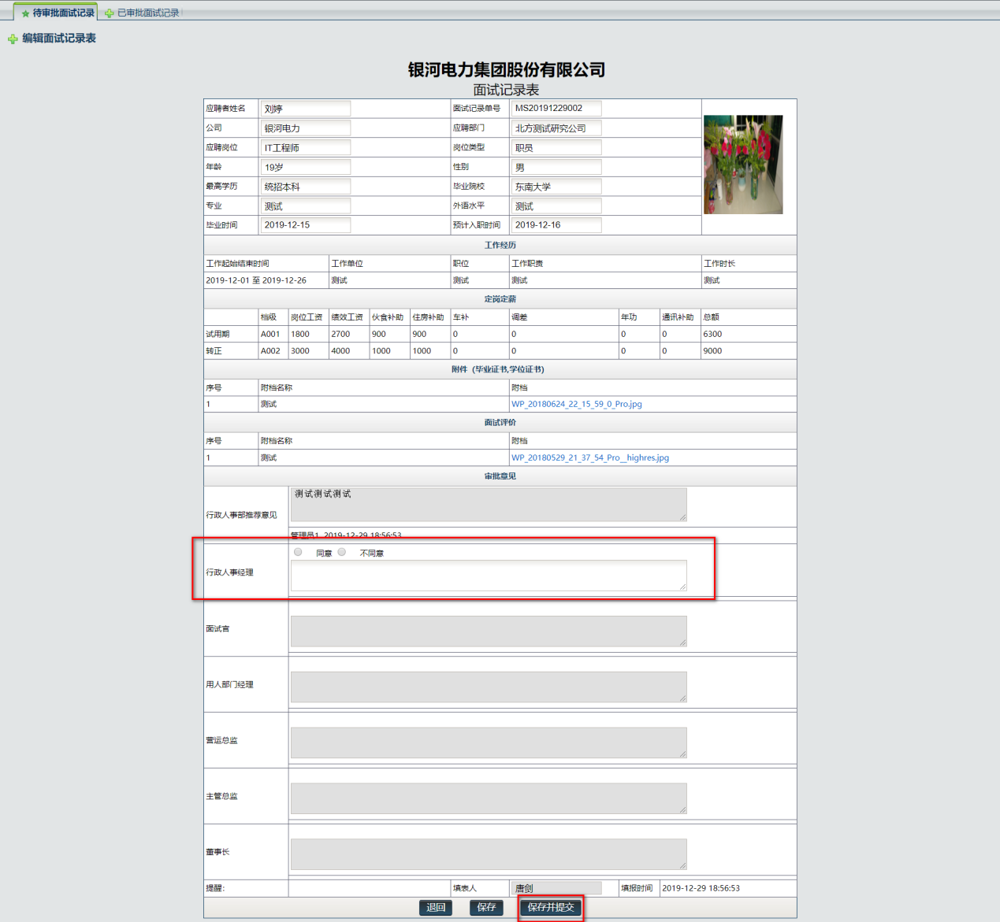 待审批面试记录 已审批面试记录
编辑面试记录表
银河电力集团股份有限公司
面试记录表
应聘者姓名 刘婷 面试记录单号 MS20191229002
公司 银河电力 应聘部门 北方测试研究公司
应聘岗位 IT工程师 岗位类型 职员
年龄 19岁 性别 男
最高学历 统招本科 毕业院校 东南大学
专业 测试 外语水平 测试
毕业时间 2019-12-15 预计入职时间 2019-12-16
工作经历
工作起始结束时间 工作单位 职位 工作职责 工作时长
2019-12-01 至 2019-12-26 测试 测试 测试 测试
定岗定薪
档级 岗位工资 绩效工资 伙食补助 住房补助 车补 调差 年功 通讯补助 总额
试用期 A001 1800 2700 900 900 0 0 0 0 6300
转正 A002 3000 4000 1000 1000 0 0 0 0 9000
附件（毕业证书,学位证书)
序号 附档名称 附档
1 测试 WP_20180624_22_15_59_0_Pro.jpg
面试评价
序号 附档名称 附档
1 测试 WP_20180529_21_37_54_Pro__highres.jpg
审批意见
测试测试测试
行政人事部推荐意见
管理员1 2019-12-29 18:56:53
同意 不同意
行政人事经理
面试官
用人部门经理
营运总监
主管总监
董事长
提醒: 填表人 唐剑 填报时间 2019-12-29 18:56:53
退回 保存 保存并提交